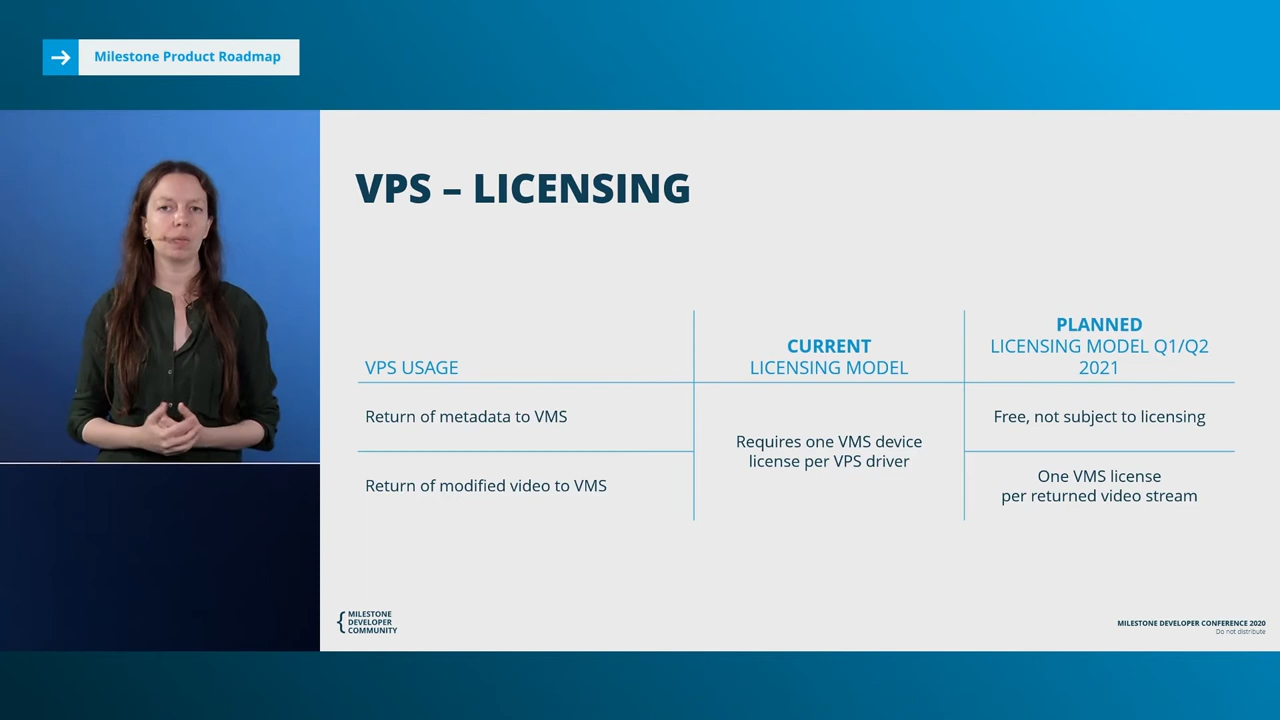 Milestone Product Roadmap
VPS – LICENSING
VPS USAGE
CURRENT
LICENSING MODEL
PLANNED
LICENSING MODEL Q1/Q2
2021
Return of metadata to VMS
Requires one VMS device
license per VPS driver
Free, not subject to licensing
Return of modified video to VMS
One VMS license
per returned video stream
MILESTONE
DEVELOPER
COMMUNITY
MILESTONE DEVELOPER CONFERENCE 2020
Do not distribute